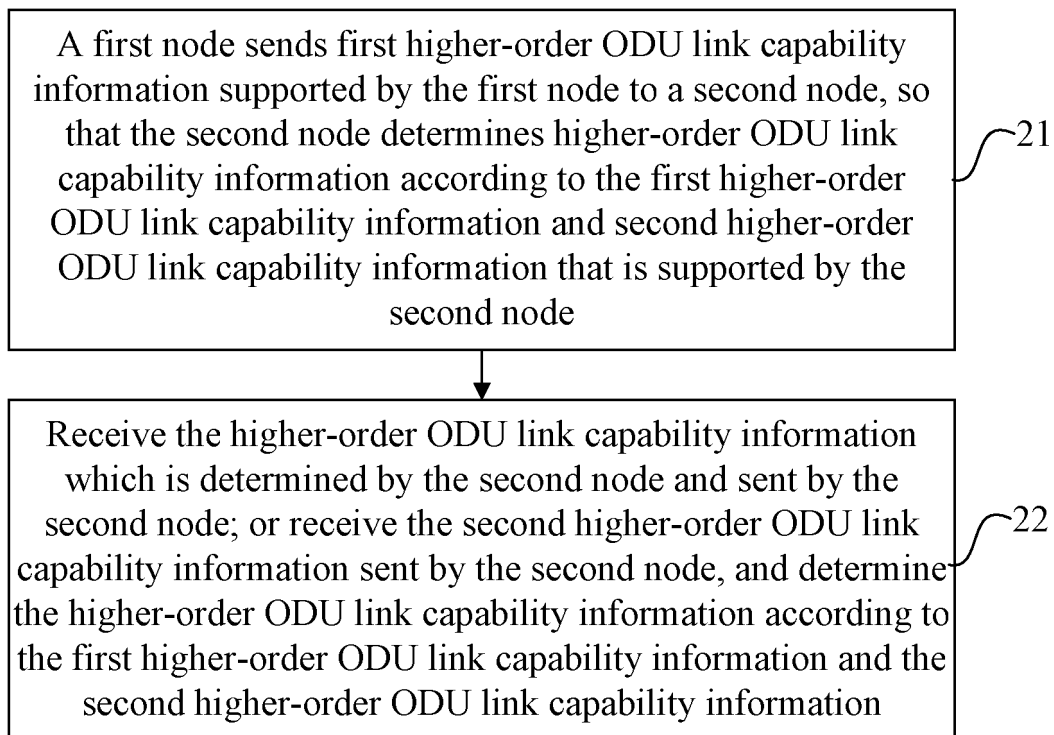 A first node sends first higher-order ODU link capability
information supported by the first node to a second node, so
that the second node determines higher-order ODU link
capability information according to the first higher-order
ODU link capability information and second higher-order
ODU link capability information that is supported by the
second node
21
Receive the higher-order ODU link capability information
which is determined by the second node and sent by the
second node; or receive the second higher-order ODU link
capability information sent by the second node, and determine
the higher-order ODU link capability information according to
the first higher-order ODU link capability information and the
second higher-order ODU link capability information
22